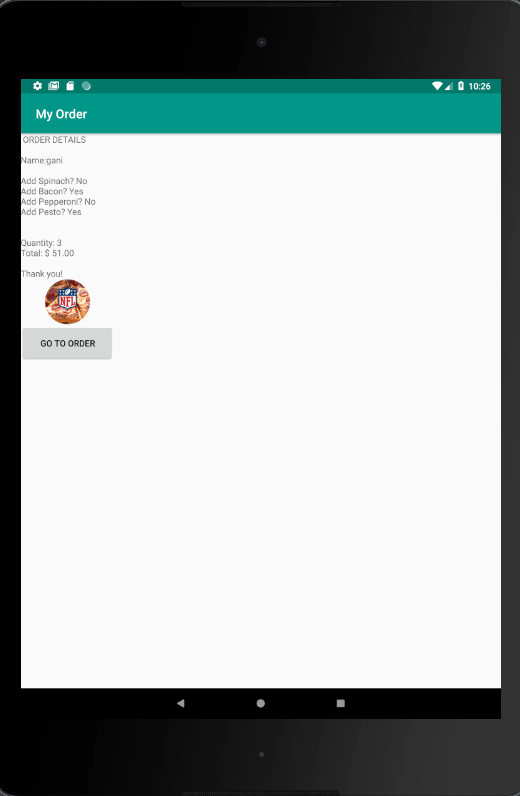 10:26
My Order
ORDER DETAILS
Name:gani
Add Spinach? No
Add Bacon? Yes
Add Pepperoni? No
Add Pesto? Yes
Quantity: 3
Total: $ 51.00
Thank you!
NFL
GO TO ORDER